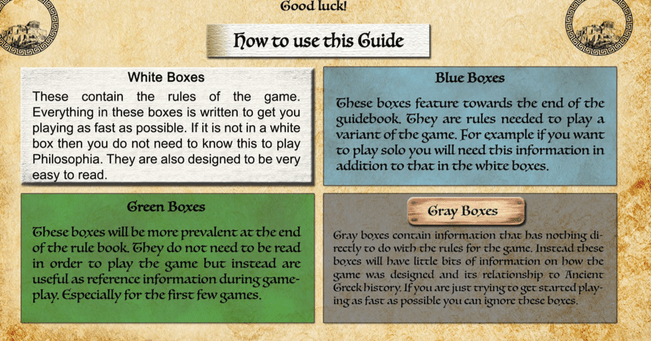 Good luck!
How to use this Guide
White Boxes
These contain the rules of the game.
Everything in these boxes is written to get you
playing as fast as possible. If it is not in a white
box then you do not need to know this to play
Philosophia. They are also designed to be very
easy to read.
Blue Boxes
These boxes feature towards the end of the
guidebook. They are rules needed to play a
variant of the game. For example if you want
to play solo you will need this information in
addition to that in the white boxes.
Green Boxes
These boxes will be more prevalent at the end
of the rule book. They do not need to be read
in order to play the game but instead are
useful as reference information during game-
play. Especially for the first few games.
Gray Boxes
Gray boxes contain information that has nothing di-
rectly to do with the rules for the game. Instead these
boxes will have little bits of information on how the
game was designed and its relationship to Ancient
Greek history. If you are just trying to get started play-
ing as fast as possible you can ignore these boxes.